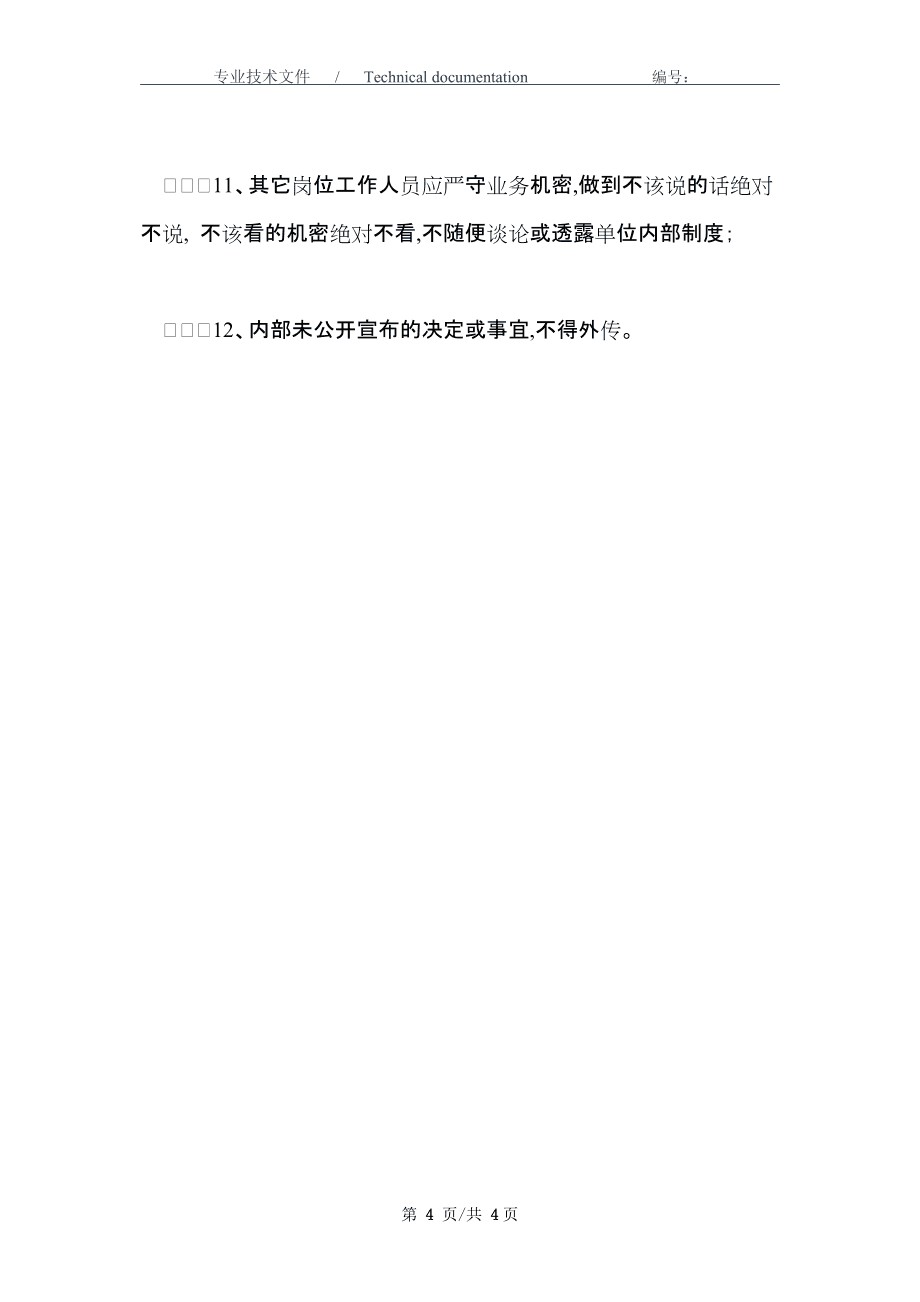 专业技术文件 / Technical documentation 编号：
□□□11、其它岗位工作人员应严守业务机密,做到不该说的话绝对
不说, 不该看的机密绝对不看,不随便谈论或透露单位内部制度;
□□□12、内部未公开宣布的决定或事宜,不得外传。
第 4 页/共 4页